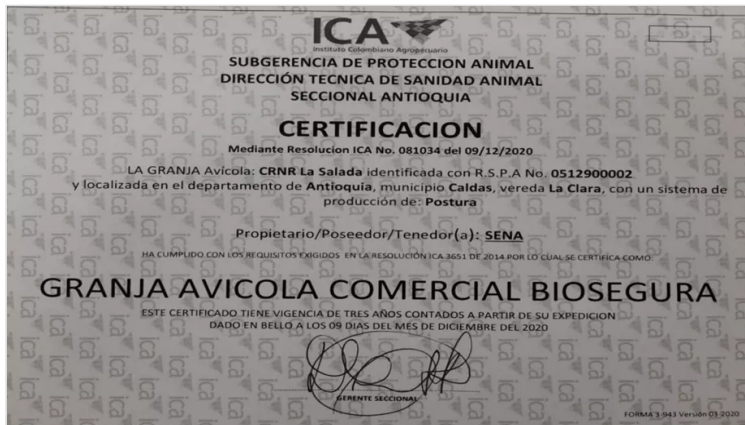 ICA
Instituto Colombiano Agropecuario
SUBGERENCIA DE PROTECCION ANIMAL
DIRECCIÓN TECNICA DE SANIDAD ANIMAL
SECCIONAL ANTIOQUIA
CERTIFICACION
Mediante Resolucion ICA No. 081034 del 09/12/2020
LA GRANJA Avícola: CRNR La Salada identificada con R.S.P.A No. 0512900002
y localizada en el departamento de Antioquia, municipio Caldas, vereda La Clara, con un sistema de
producción de: Postura
Propietario/Poseedor/Tenedor(a): SENA
HA CUMPLIDO CON LOS REQUISITOS EXIGIDOS EN LA RESOLUCIÓN ICA 3651 DE 2014 POR LO CUAL SE CERTIFICA COMO:
GRANJA AVICOLA COMERCIAL BIOSEGURA
ESTE CERTIFICADO TIENE VIGENCIA DE TRES AÑOS CONTADOS A PARTIR DE SU EXPEDICION
DADO EN BELLO A LOS 09 DIAS DEL MES DE DICIEMBRE DEL 2020
GERENTE SECCIONAL
FORMA 3-943 Versión 03-2020